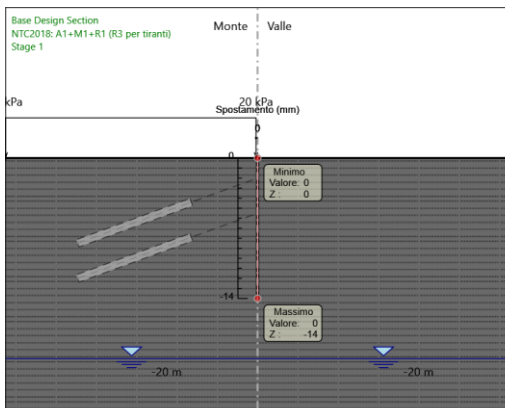 Base Design Section
NTC2018: A1+M1+R1 (R3 per tiranti)
Stage 1
Monte
Valle
kPa
20 kPa
Spostamento (mm)
0
0
Minimo
Valore: 0
Z : 0
-14
Massimo
Valore: 0
Z : -14
-20 m
-20 m